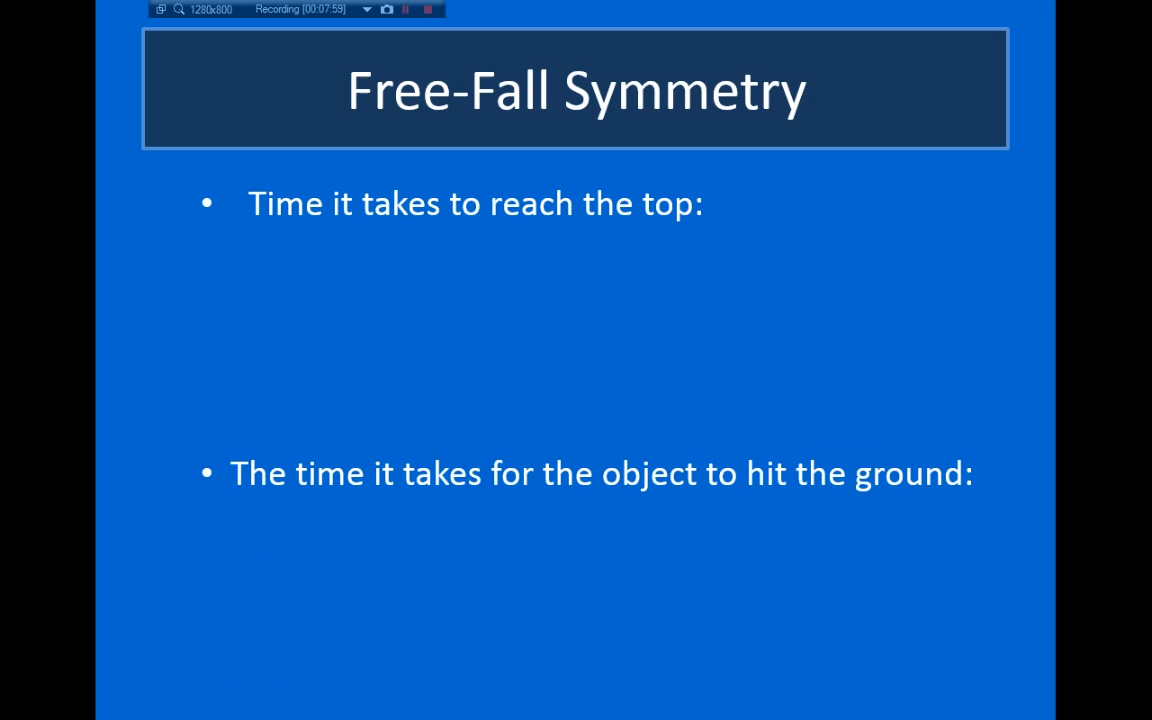 1280x800 Recording [00:07:59]
Free-Fall Symmetry
• Time it takes to reach the top:
• The time it takes for the object to hit the ground: